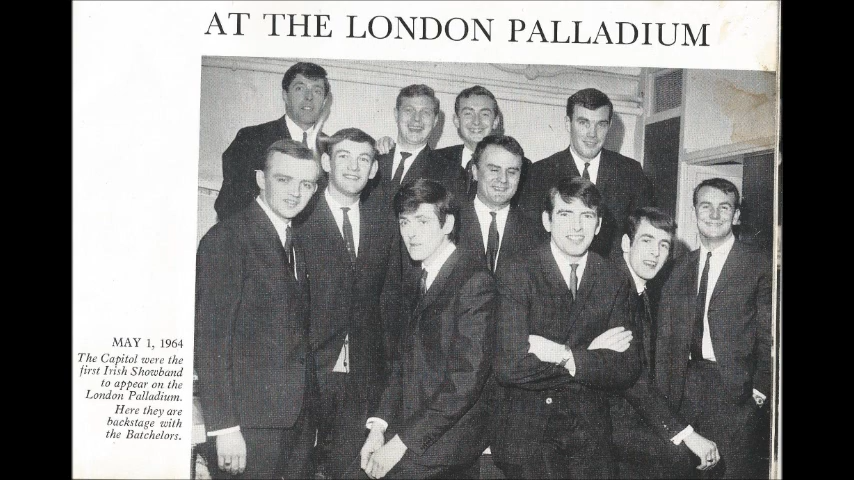 AT THE LONDON PALLADIUM
MAY 1, 1964
The Capitol were the
first Irish Showband
to appear on the
London Palladium.
Here they are
backstage with
the Batchelors.